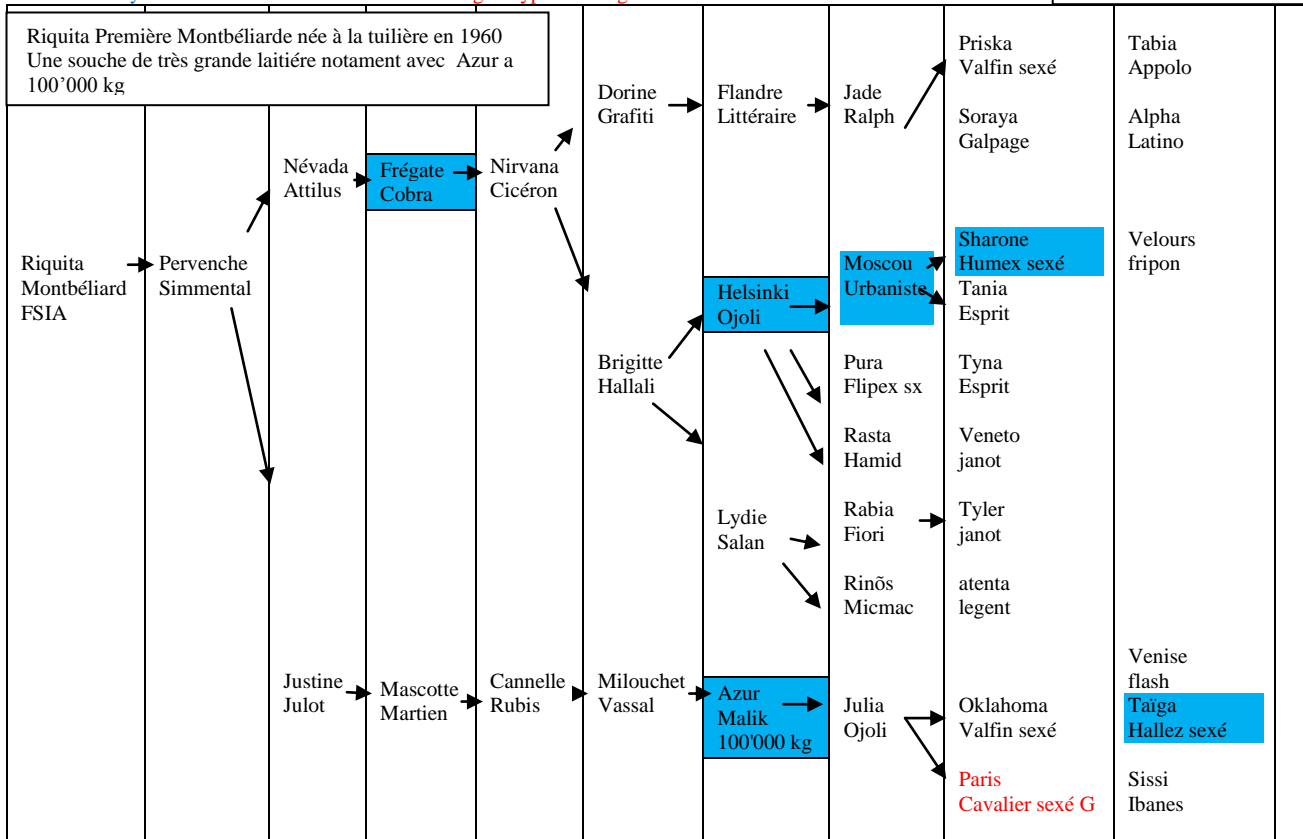 Riquita Première Montbéliarde née à la tuilière en 1960
Une souche de très grande laitiére notament avec Azur a
100’000 kg
Riquita
Montbéliard
FSIA
Pervenche
Simmental
Névada
Attilus
Justine
Julot
Frégate
Cobra
Mascotte
Martien
Nirvana
Cicéron
Cannelle
Rubis
Dorine
Grafiti
Brigitte
Hallali
Milouchet
Vassal
Flandre
Littéraire
Helsinki
Ojoli
Lydie
Salan
Azur
Malik
100'000 kg
Jade
Ralph
Moscou
Urbaniste
Pura
Flipex sx
Rasta
Hamid
Rabia
Fiori
Rinõs
Micmac
Julia
Ojoli
Priska
Valfin sexé
Soraya
Galpage
Sharone
Humex sexé
Tania
Esprit
Tyna
Esprit
Veneto
janot
Tyler
janot
atenta
legent
Oklahoma
Valfin sexé
Paris
Cavalier sexé G
Tabia
Appolo
Alpha
Latino
Velours
fripon
Venise
flash
Taïga
Hallez sexé
Sissi
Ibanes